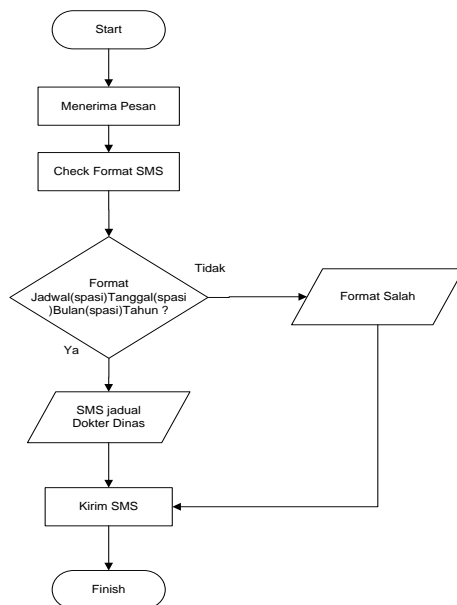 Start
Menerima Pesan
Check Format SMS
Tidak
Format
Jadwal(spasi)Tanggal(spasi
)Bulan(spasi)Tahun ?
Format Salah
Ya
SMS jadual
Dokter Dinas
Kirim SMS
Finish